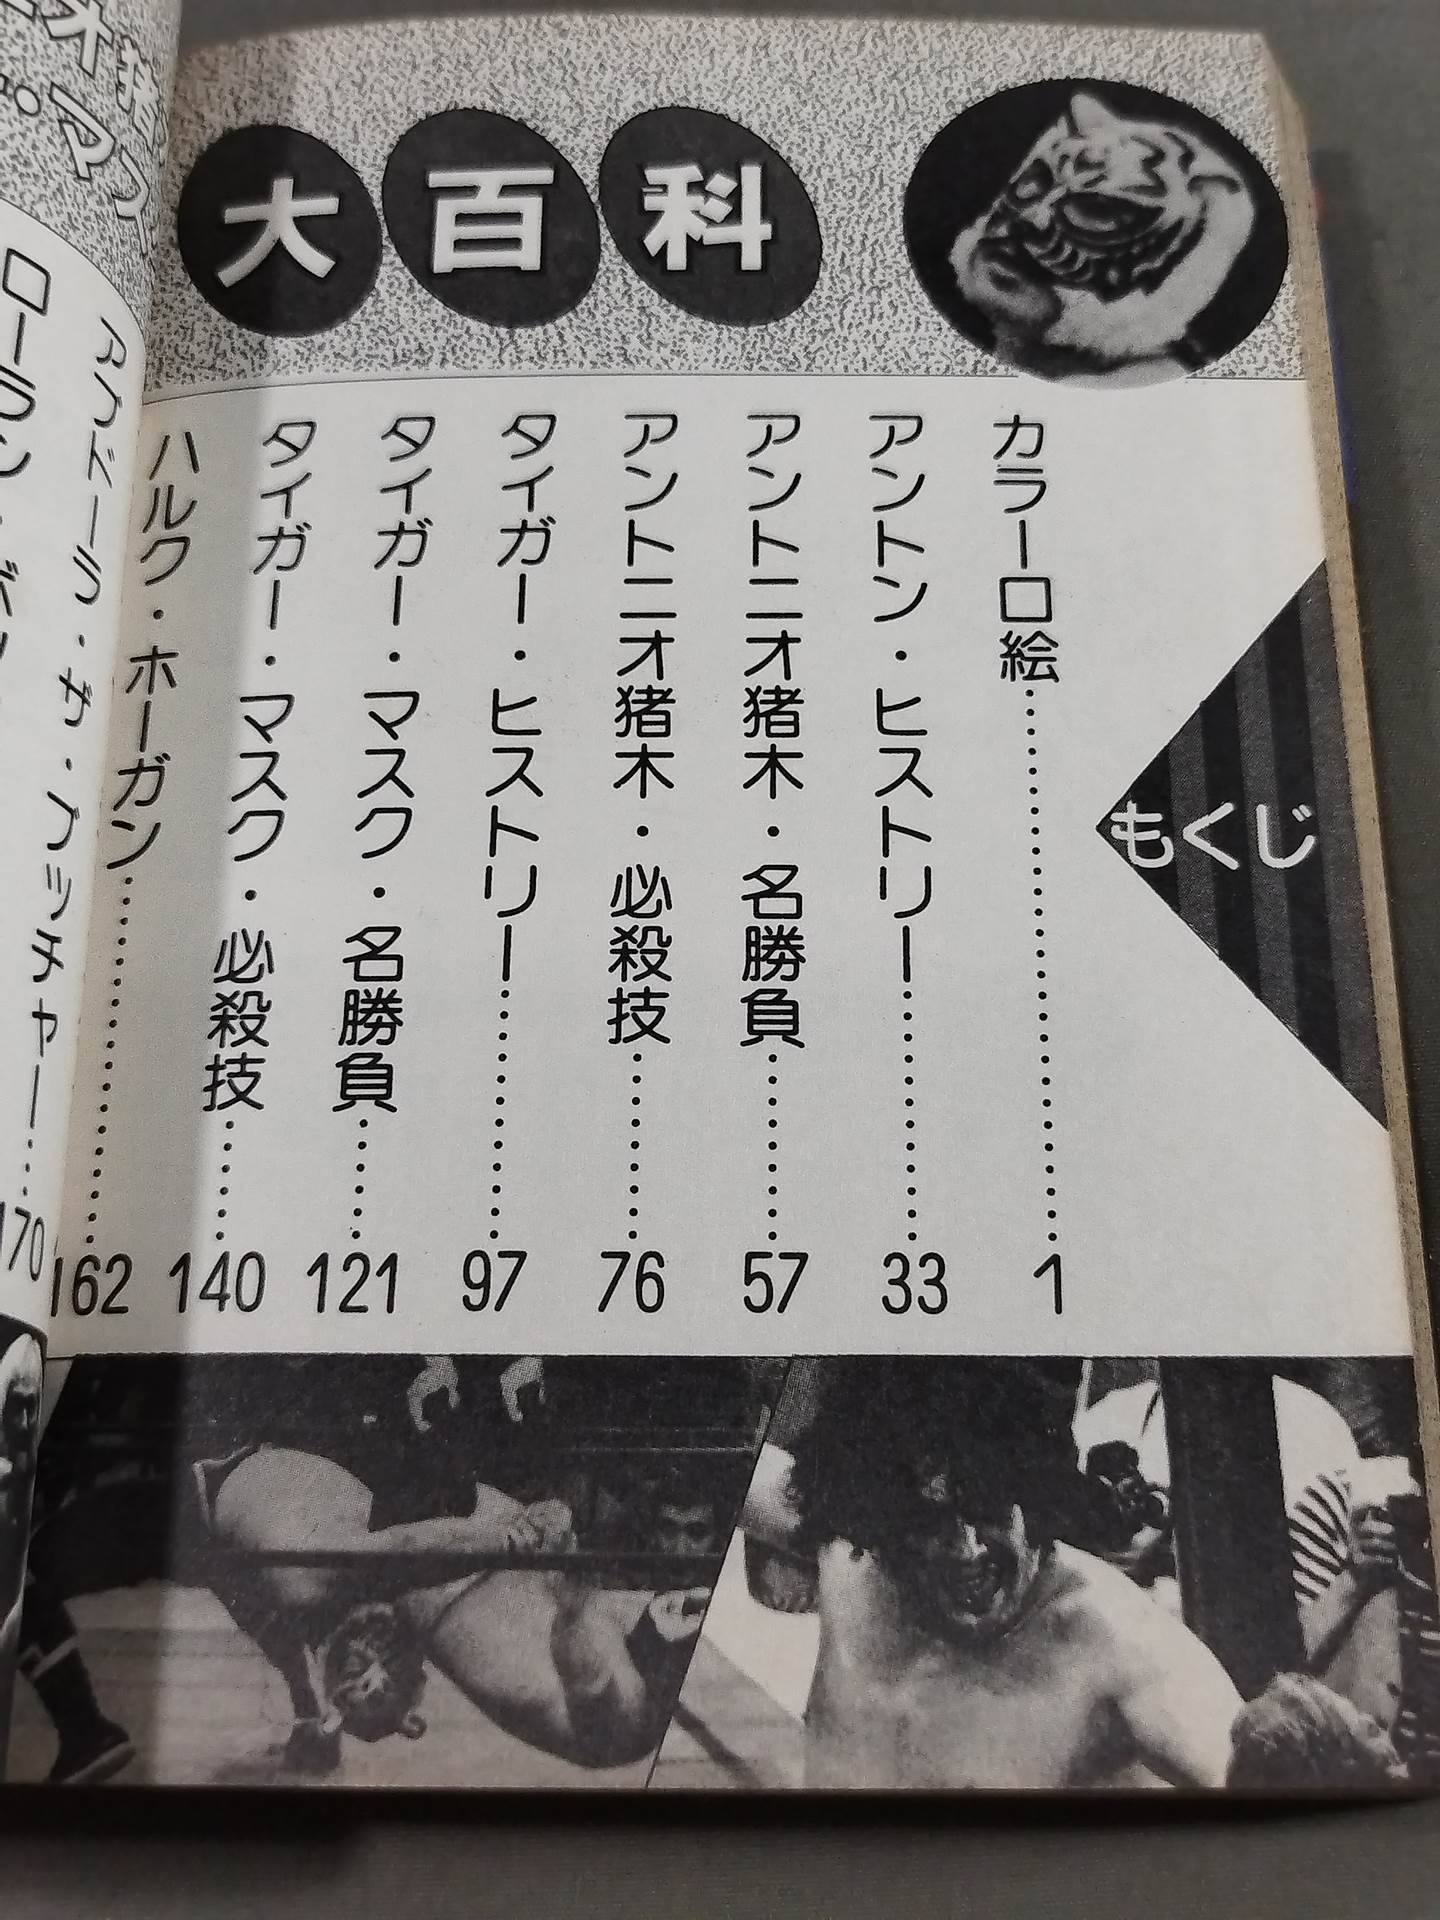 大百科
もくじ
カラー口絵……………………1
アントン・ヒストリー…………33
アントニオ猪木・名勝負………57
アントニオ猪木・必殺技………76
タイガー・ヒストリー…………97
タイガー・マスク・名勝負……121
タイガー・マスク・必殺技……140
ハルク・ホーガン………………162
アブドーラ・ザ・ブッチャー……170
ローラン・ボ